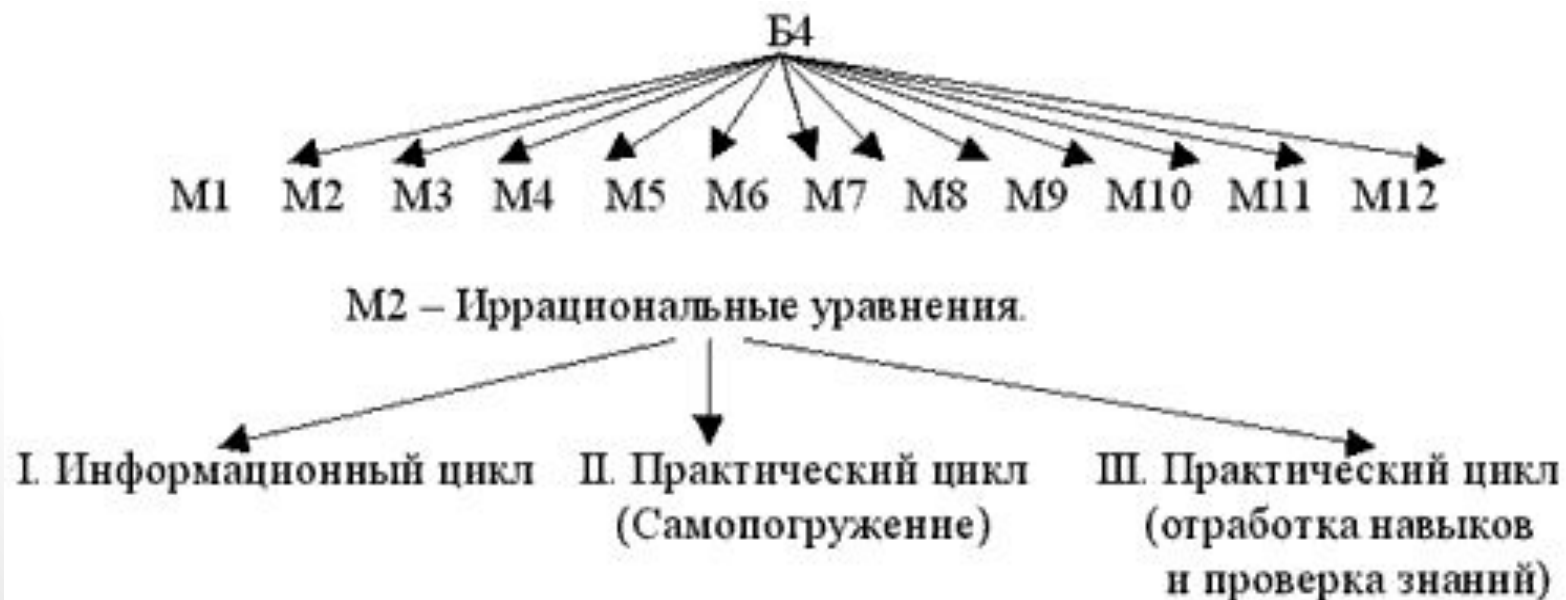 Б4
М1 М2 М3 М4 М5 М6 М7 М8 М9 М10 М11 М12
М2 – Иррациональные уравнения.
I. Информационный цикл II. Практический цикл III. Практический цикл
(Самопогружение) (отработка навыков
и проверка знаний)